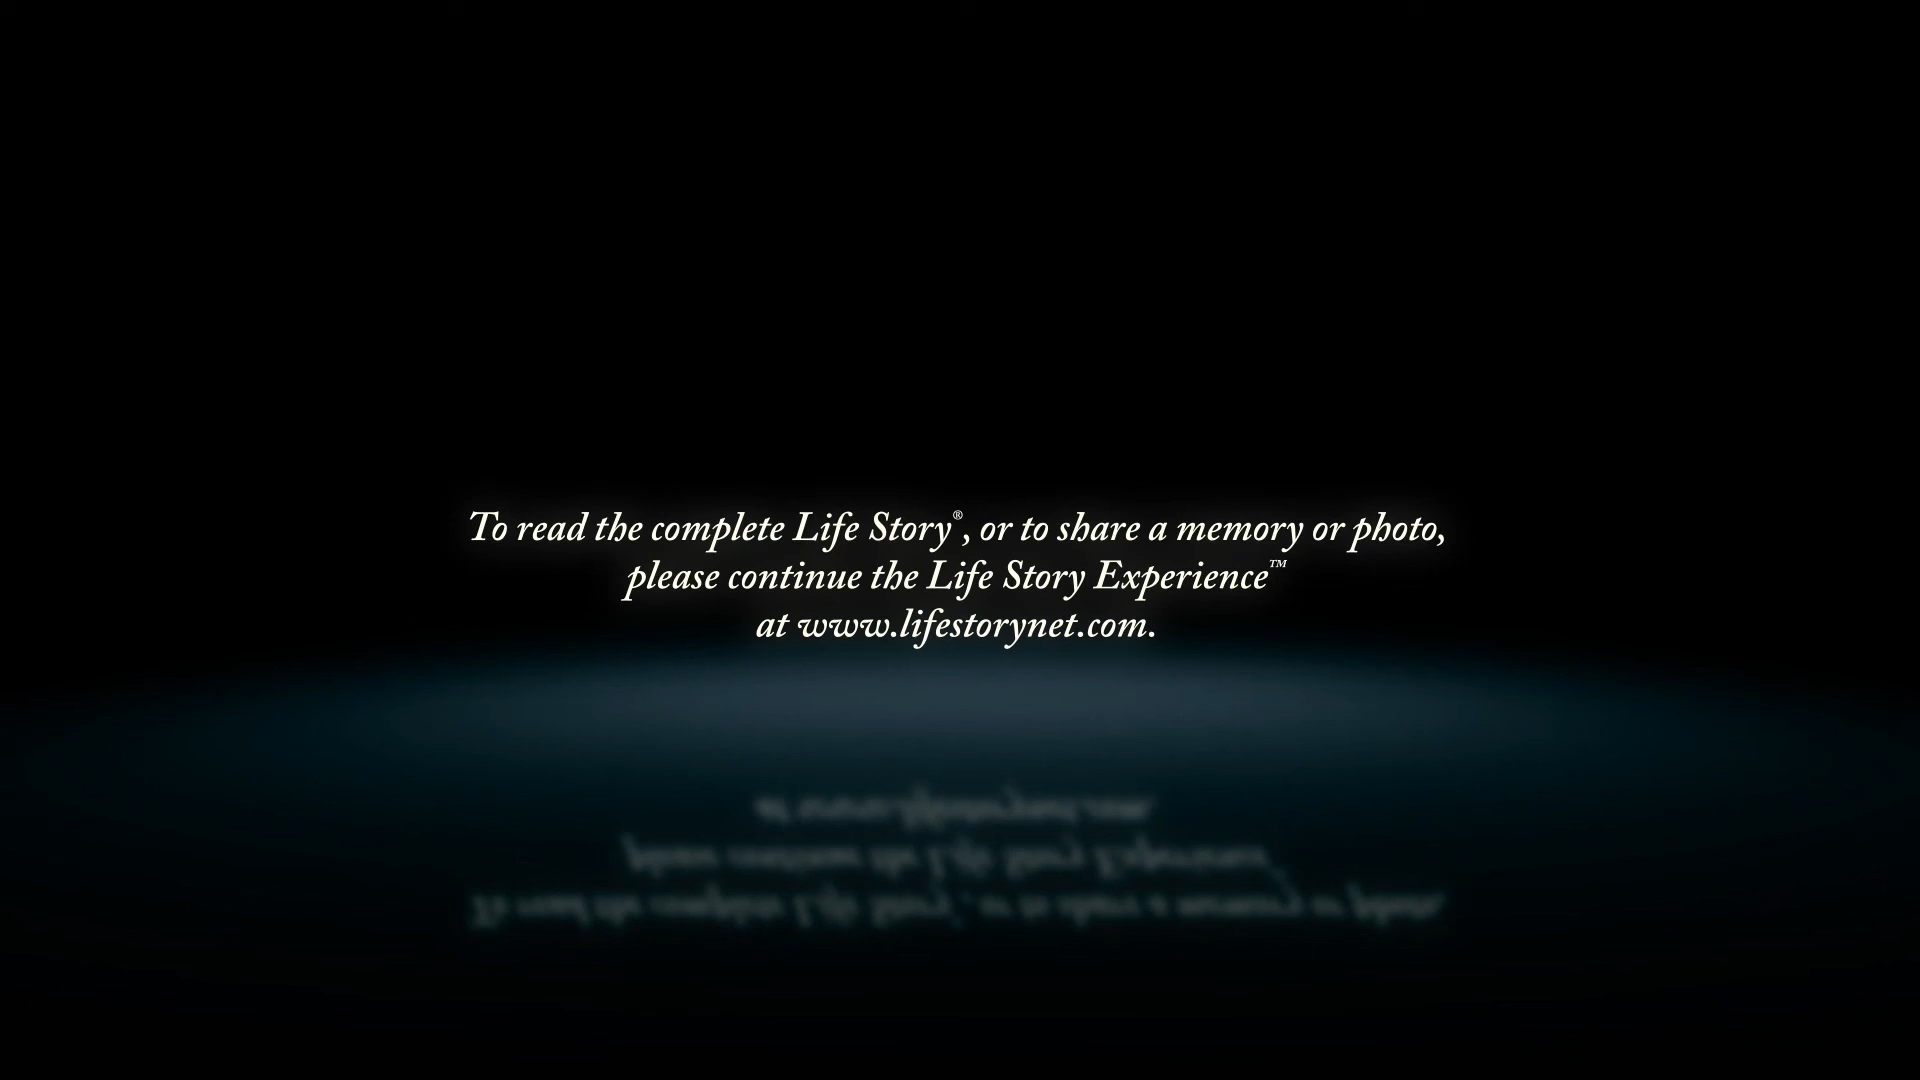 To read the complete Life Story®, or to share a memory or photo,
please continue the Life Story Experience™
at www.lifestorynet.com.